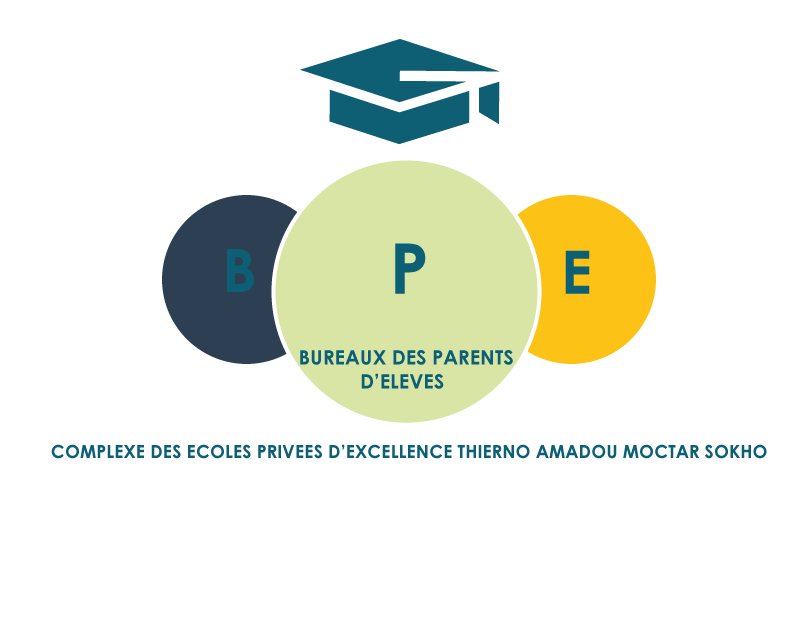 B P E
BUREAUX DES PARENTS
D'ELEVES
COMPLEXE DES ECOLES PRIVEES D'EXCELLENCE THIERNO AMADOU MOCTAR SOKHO